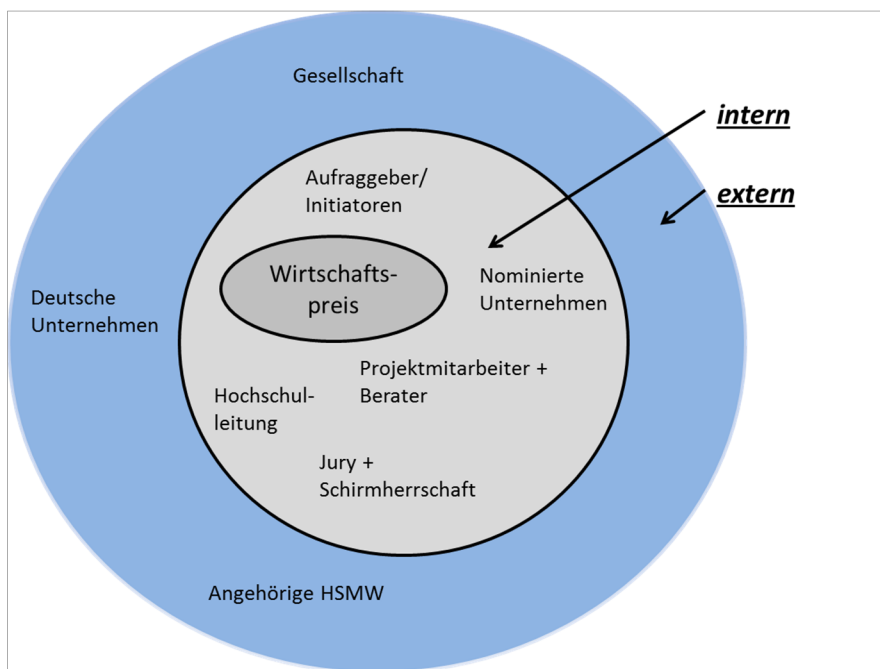 Gesellschaft
intern
Aufraggeber/
Initiatoren
extern
Wirtschafts-
preis
Nominierte
Unternehmen
Deutsche
Unternehmen
Projektmitarbeiter +
Berater
Hochschul-
leitung
Jury +
Schirmherrschaft
Angehörige HSMW